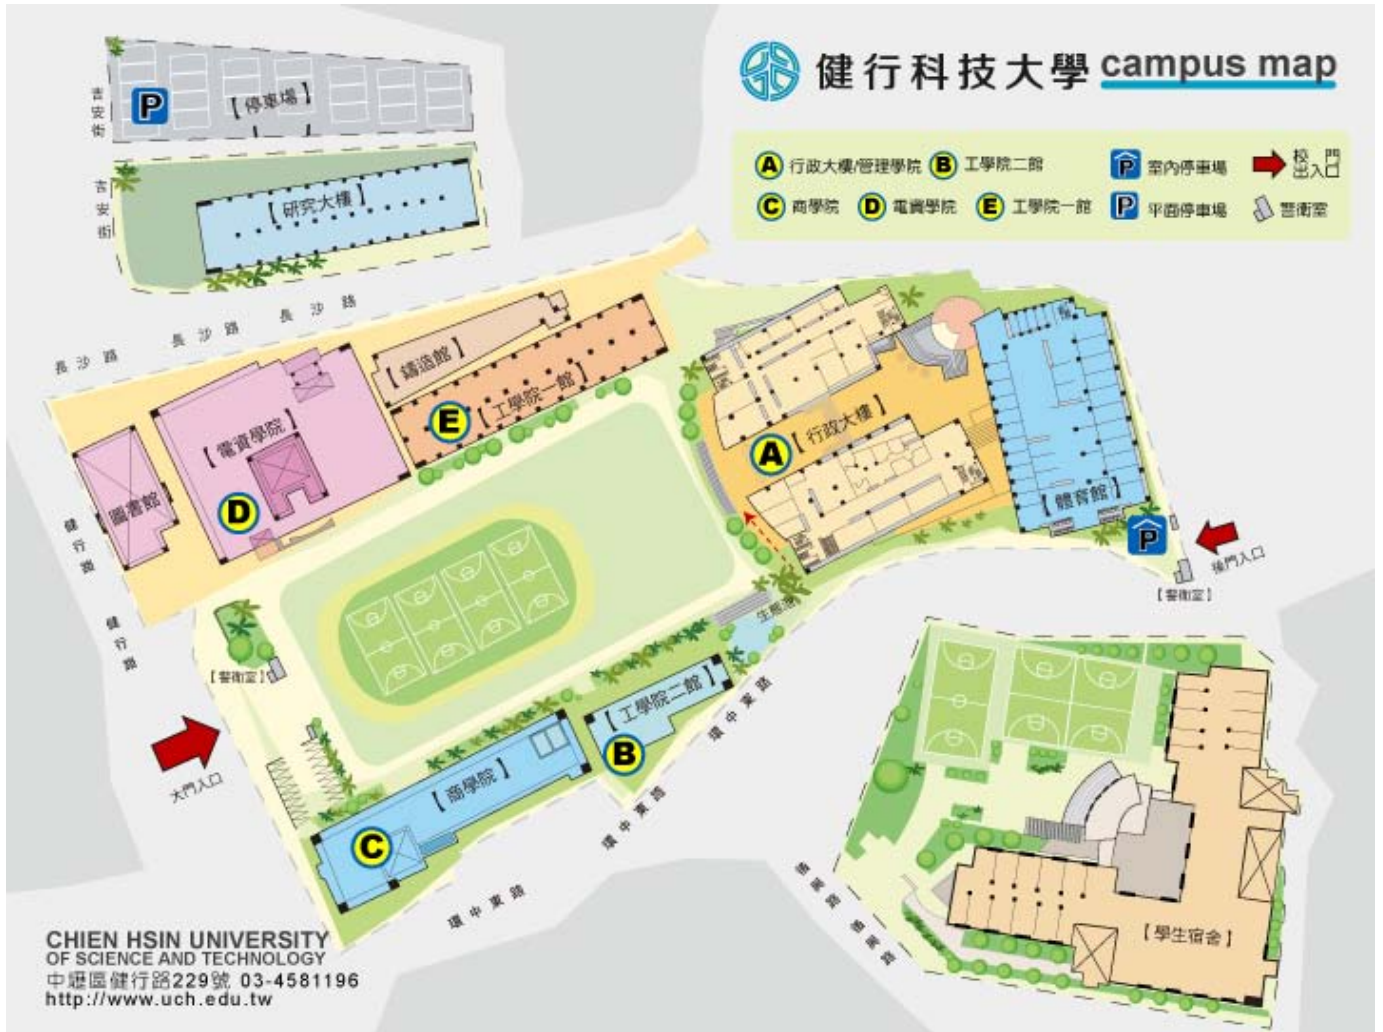 健行科技大學 campus map
A 行政大樓/管理學院 B 工學院二館 P 室內停車場 校門出入口
C 商學院 D 電資學院 E 工學院一館 P 平面停車場 警衛室
吉安街
P 【停車場】
吉安街
【研究大樓】
長沙路 長沙路 長沙路
【鑄造館】
E 【工學院一館】
【電資學院】
D
圖書館
A 【行政大樓】
【體育館】
P
後門入口
【警衛室】
健行路
健行路
生態池
【警衛室】
大門入口
【工學院二館】
B
【商學院】
C
環中東路
環中東路
環中東路
【學生宿舍】
CHIEN HSIN UNIVERSITY
OF SCIENCE AND TECHNOLOGY
中壢區健行路229號 03-4581196
http://www.uch.edu.tw